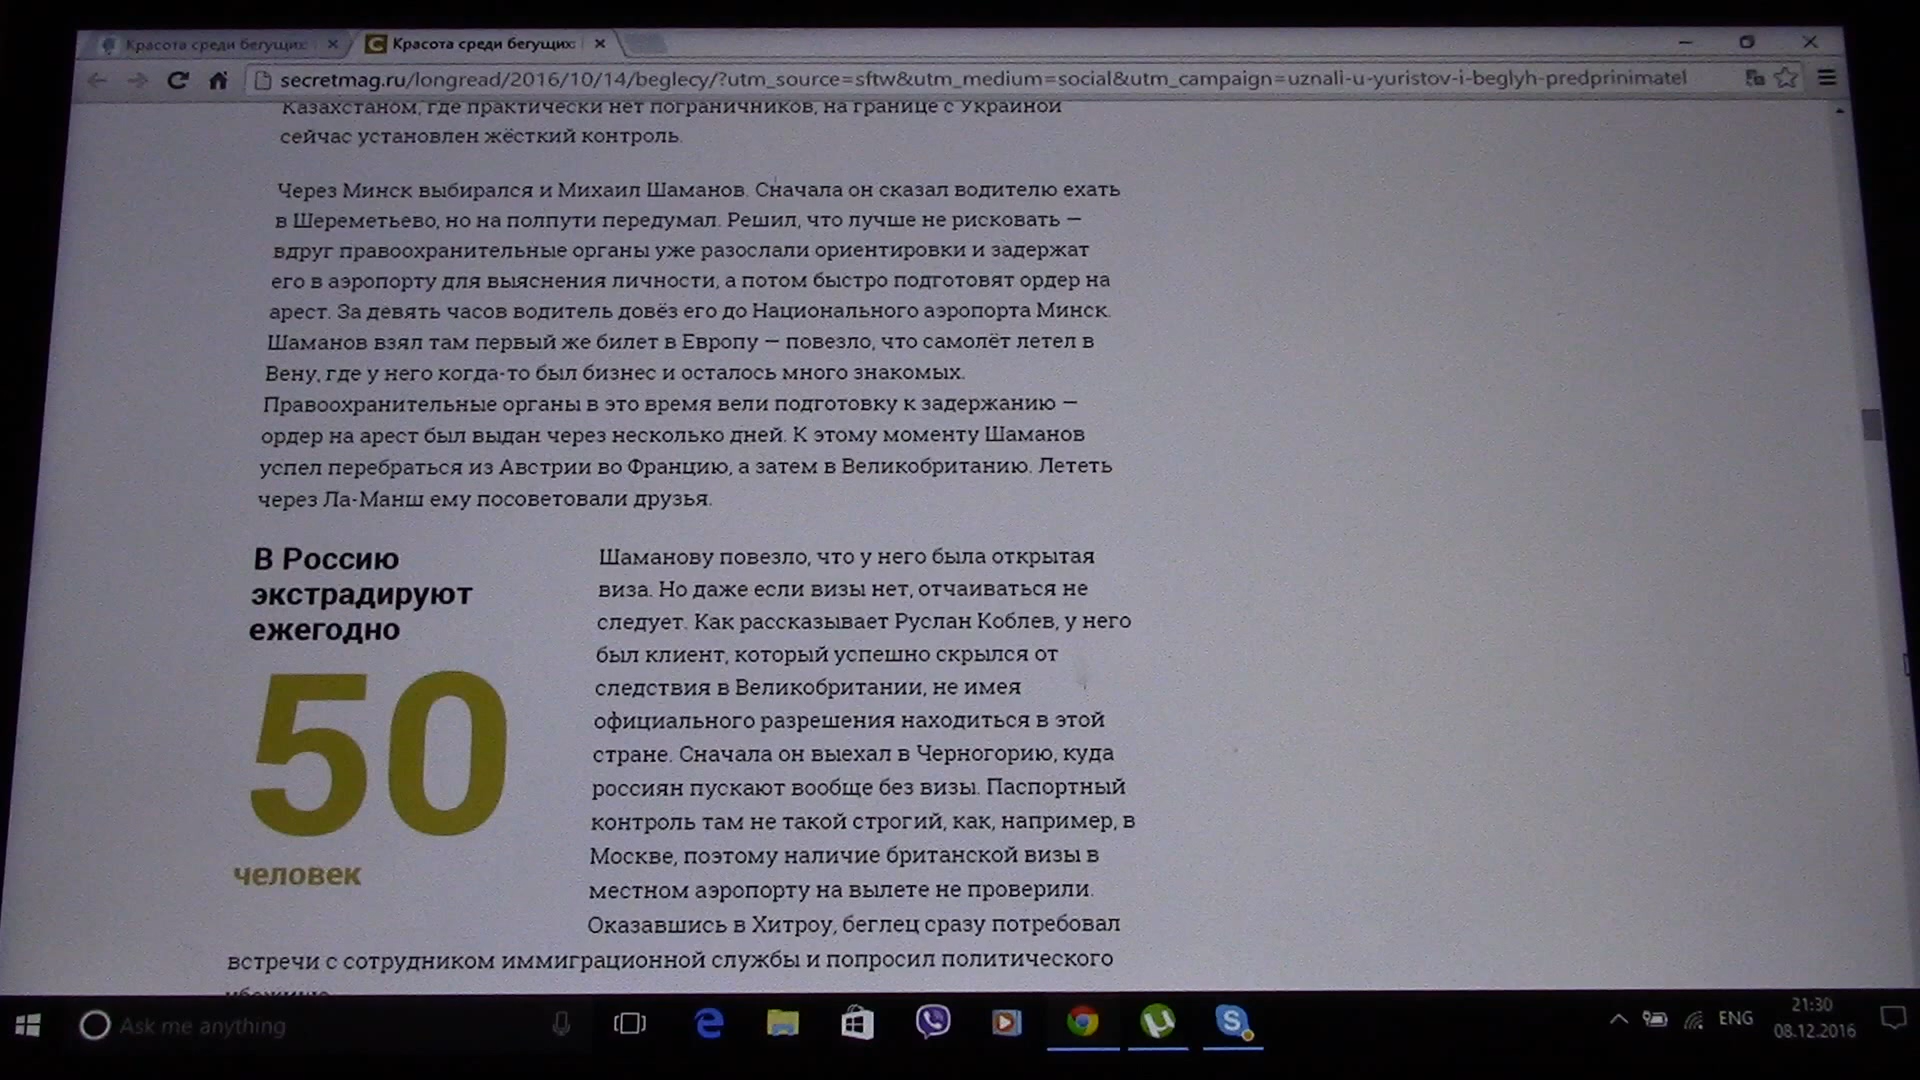 Красота среди бегущих
Красота среди бегущих
secretmag.ru/longread/2016/10/14/beglecy/?utm_source=sftw&utm_medium=social&utm_campaign=uznali-u-yuristov-i-beglyh-predprinimatel
Казахстаном, где практически нет пограничников, на границе с Украиной
сейчас установлен жёсткий контроль.
Через Минск выбирался и Михаил Шаманов. Сначала он сказал водителю ехать
в Шереметьево, но на полпути передумал. Решил, что лучше не рисковать —
вдруг правоохранительные органы уже разослали ориентировки и задержат
его в аэропорту для выяснения личности, а потом быстро подготовят ордер на
арест. За девять часов водитель довёз его до Национального аэропорта Минск.
Шаманов взял там первый же билет в Европу — повезло, что самолёт летел в
Вену, где у него когда-то был бизнес и осталось много знакомых.
Правоохранительные органы в это время вели подготовку к задержанию —
ордер на арест был выдан через несколько дней. К этому моменту Шаманов
успел перебраться из Австрии во Францию, а затем в Великобританию. Лететь
через Ла-Манш ему посоветовали друзья.
В Россию
экстрадируют
ежегодно
50
человек
Шаманову повезло, что у него была открытая
виза. Но даже если визы нет, отчаиваться не
следует. Как рассказывает Руслан Коблев, у него
был клиент, который успешно скрылся от
следствия в Великобритании, не имея
официального разрешения находиться в этой
стране. Сначала он выехал в Черногорию, куда
россиян пускают вообще без визы. Паспортный
контроль там не такой строгий, как, например, в
Москве, поэтому наличие британской визы в
местном аэропорту на вылете не проверили.
Оказавшись в Хитроу, беглец сразу потребовал
встречи с сотрудником иммиграционной службы и попросил политического
Ask me anything
ENG
21:30
08.12.2016